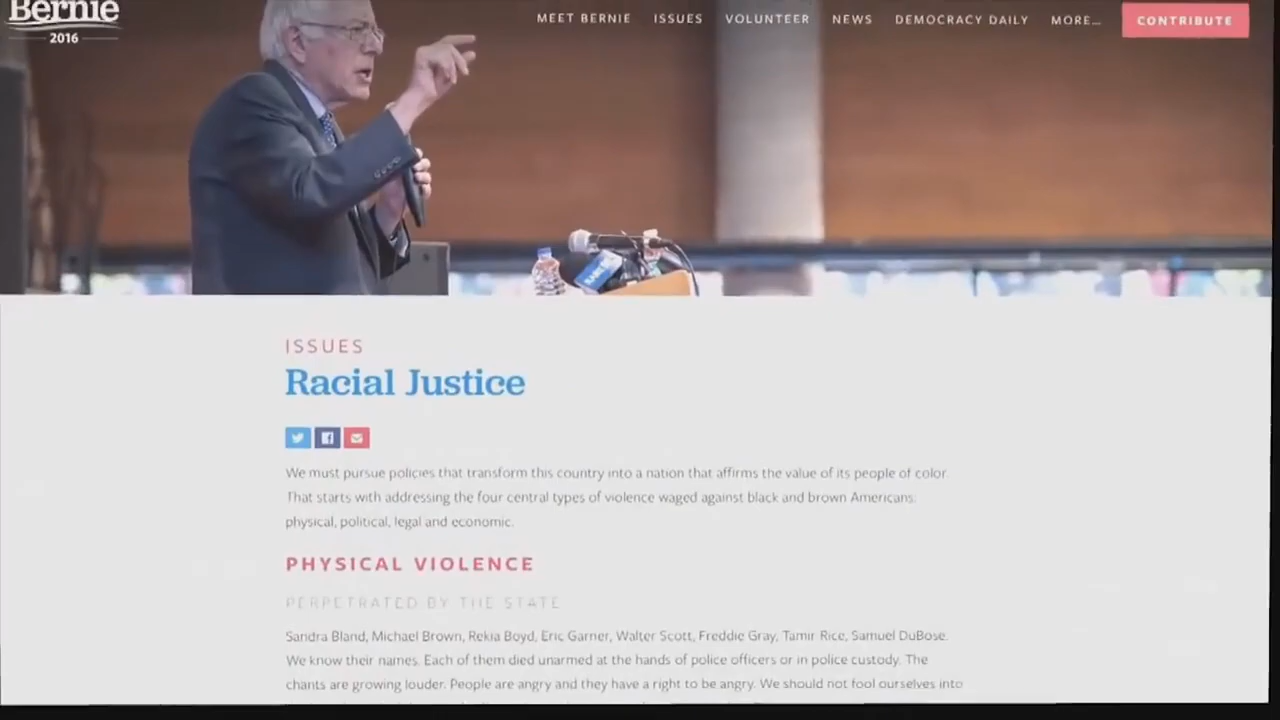 Bernie
2016
MEET BERNIE ISSUES VOLUNTEER NEWS DEMOCRACY DAILY MORE... CONTRIBUTE
ISSUES
Racial Justice
We must pursue policies that transform this country into a nation that affirms the value of its people of color.
That starts with addressing the four central types of violence waged against black and brown Americans:
physical, political, legal and economic.
PHYSICAL VIOLENCE
PERPETRATED BY THE STATE
Sandra Bland, Michael Brown, Rekia Boyd, Eric Garner, Walter Scott, Freddie Gray, Tamir Rice, Samuel DuBose.
We know their names. Each of them died unarmed at the hands of police officers or in police custody. The
chants are growing louder. People are angry and they have a right to be angry. We should not fool ourselves into